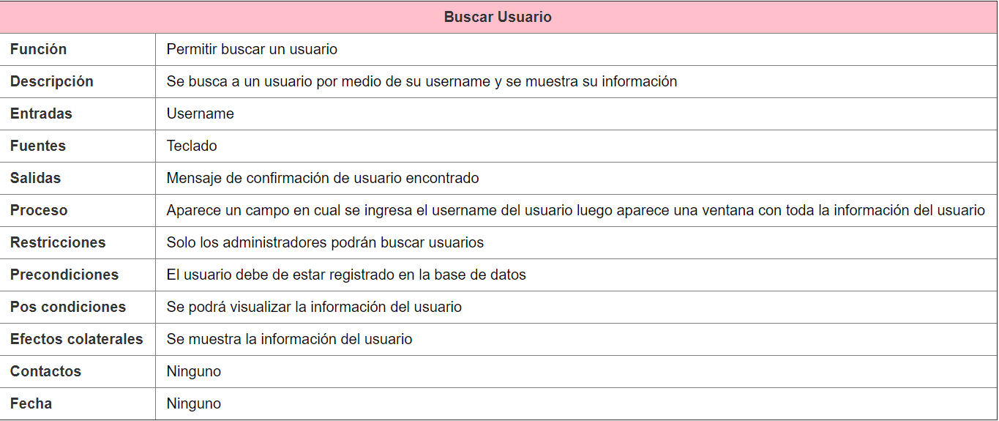 Buscar Usuario
Función Permitir buscar un usuario
Descripción Se busca a un usuario por medio de su username y se muestra su información
Entradas Username
Fuentes Teclado
Salidas Mensaje de confirmación de usuario encontrado
Proceso Aparece un campo en cual se ingresa el username del usuario luego aparece una ventana con toda la información del usuario
Restricciones Solo los administradores podrán buscar usuarios
Precondiciones El usuario debe de estar registrado en la base de datos
Pos condiciones Se podrá visualizar la información del usuario
Efectos colaterales Se muestra la información del usuario
Contactos Ninguno
Fecha Ninguno